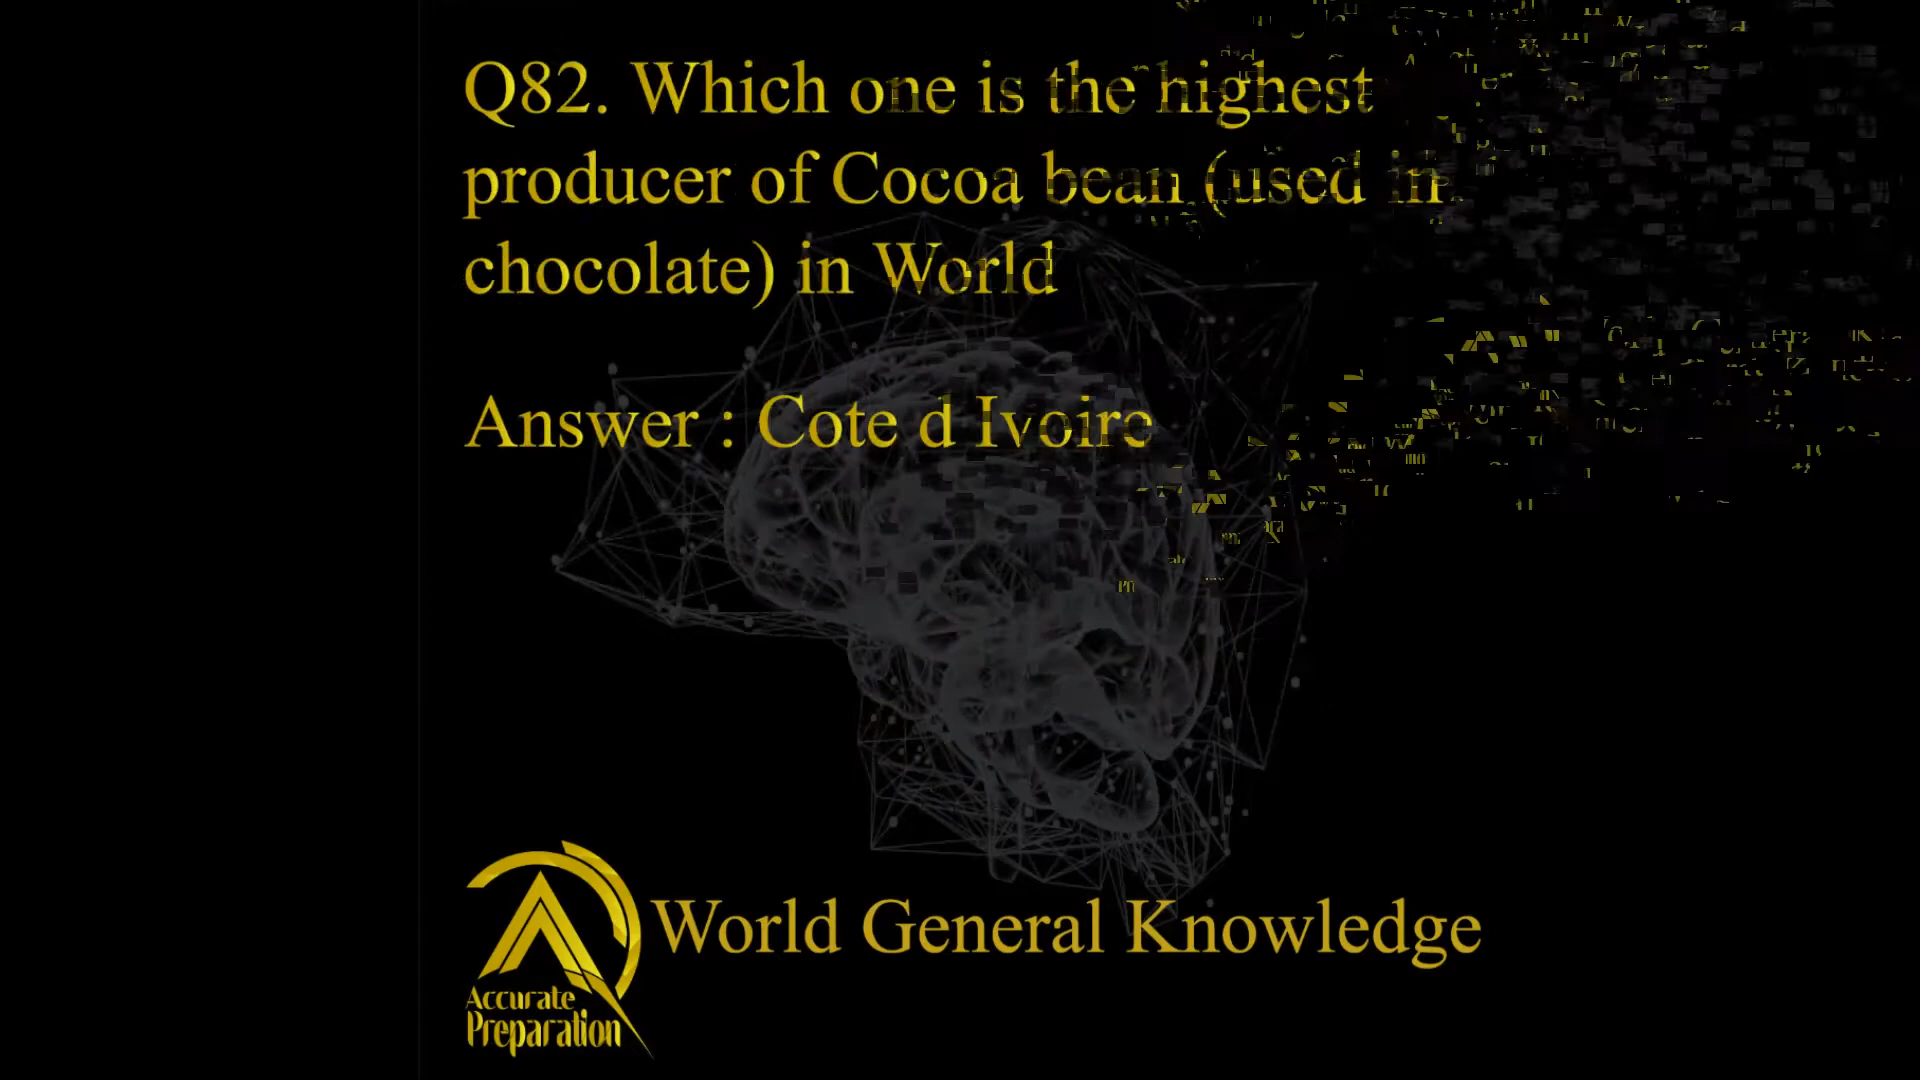 Q82. Which one is the highest
producer of Cocoa bean (used in
chocolate) in World
Answer : Cote d Ivoire
World General Knowledge
Accurate
Preparation